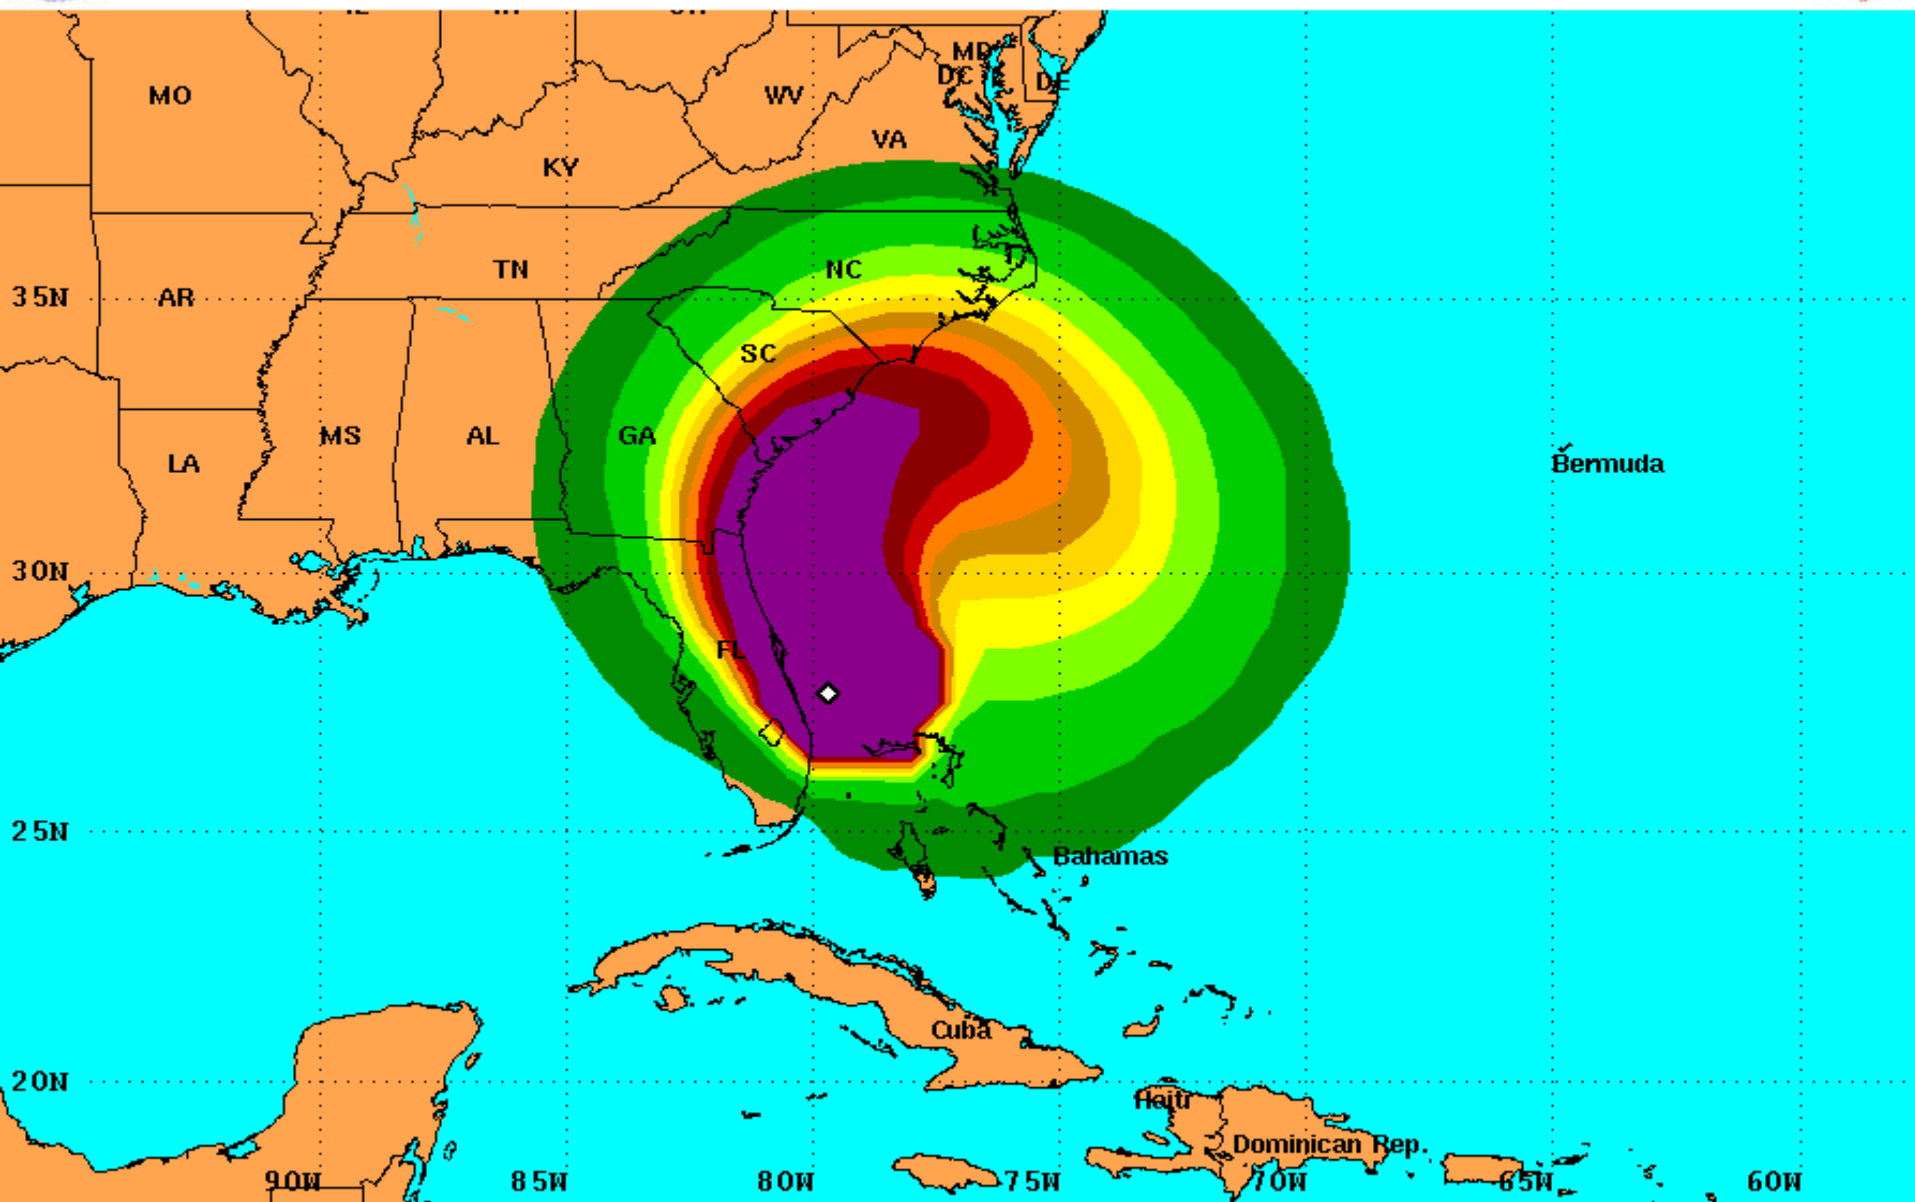 MD
DC
DE
MO
WV
VA
KY
TN
NC
35N
AR
SC
MS
AL
GA
LA
Bermuda
30N
FL
25N
Bahamas
Cuba
20N
Haiti
Dominican Rep.
90W
85W
80W
75W
70W
65W
60W